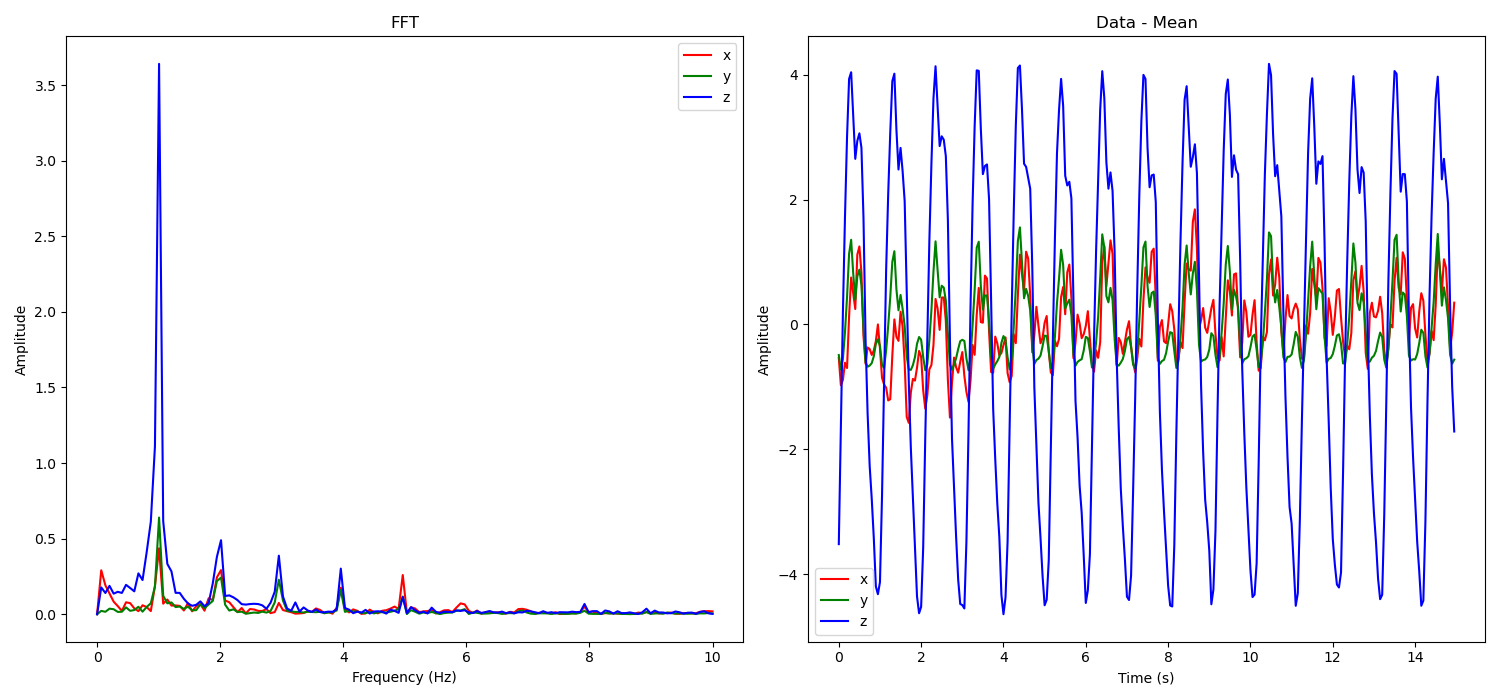 FFT
3.5
3.0
2.5
2.0
1.5
1.0
0.5
0.0
Amplitude
0 2 4 6 8 10
Frequency (Hz)
x
y
z
Data - Mean
4
2
0
−2
−4
Amplitude
0 2 4 6 8 10 12 14
Time (s)
x
y
z